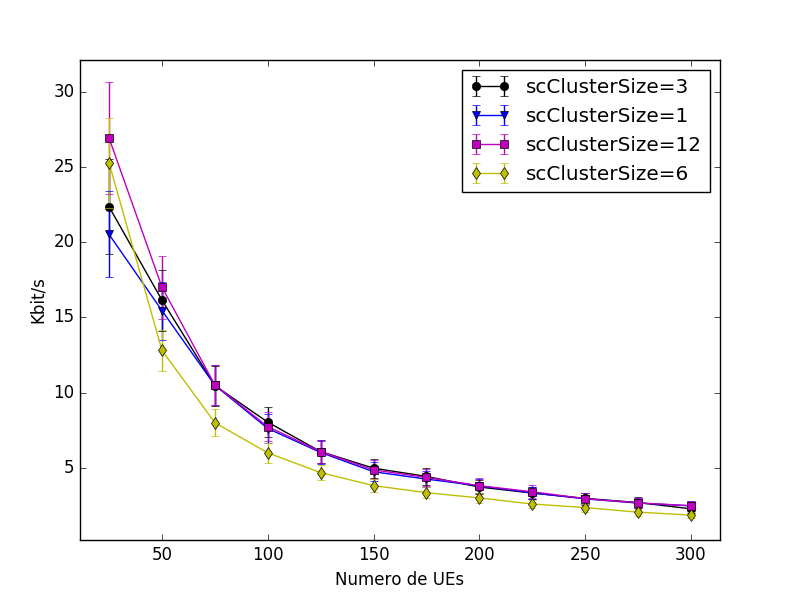 30
25
20
15
10
5
Kbit/s
scClusterSize=3
scClusterSize=1
scClusterSize=12
scClusterSize=6
50 100 150 200 250 300
Numero de UEs